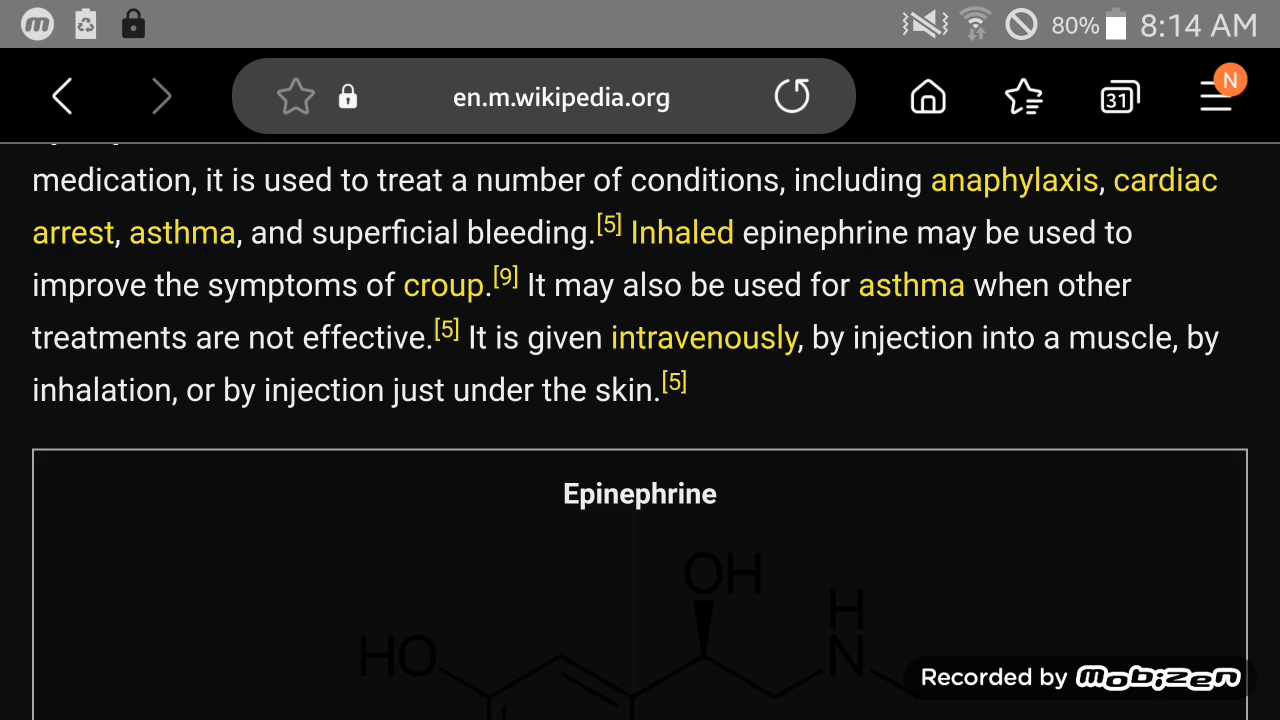 80% 8:14 AM
en.m.wikipedia.org
31
N
medication, it is used to treat a number of conditions, including anaphylaxis, cardiac
arrest, asthma, and superficial bleeding.[5] Inhaled epinephrine may be used to
improve the symptoms of croup.[9] It may also be used for asthma when other
treatments are not effective.[5] It is given intravenously, by injection into a muscle, by
inhalation, or by injection just under the skin.[5]
Epinephrine
OH
H
HO
N
Recorded by mobizen